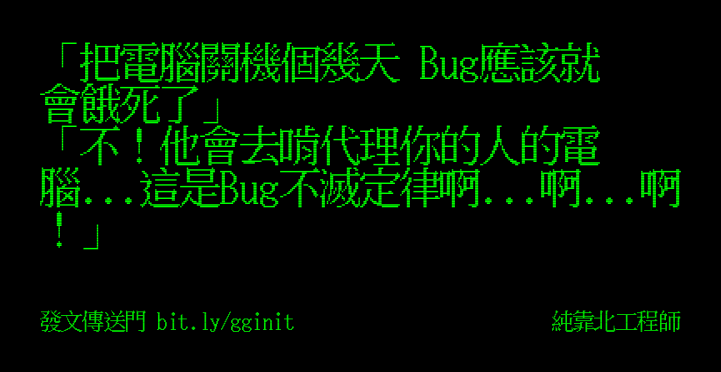 「把電腦關機個幾天 Bug應該就
會餓死了」
「不！他會去啃代理你的人的電
腦...這是Bug不滅定律啊...啊...啊
！」
發文傳送門 bit.ly/gginit
純靠北工程師